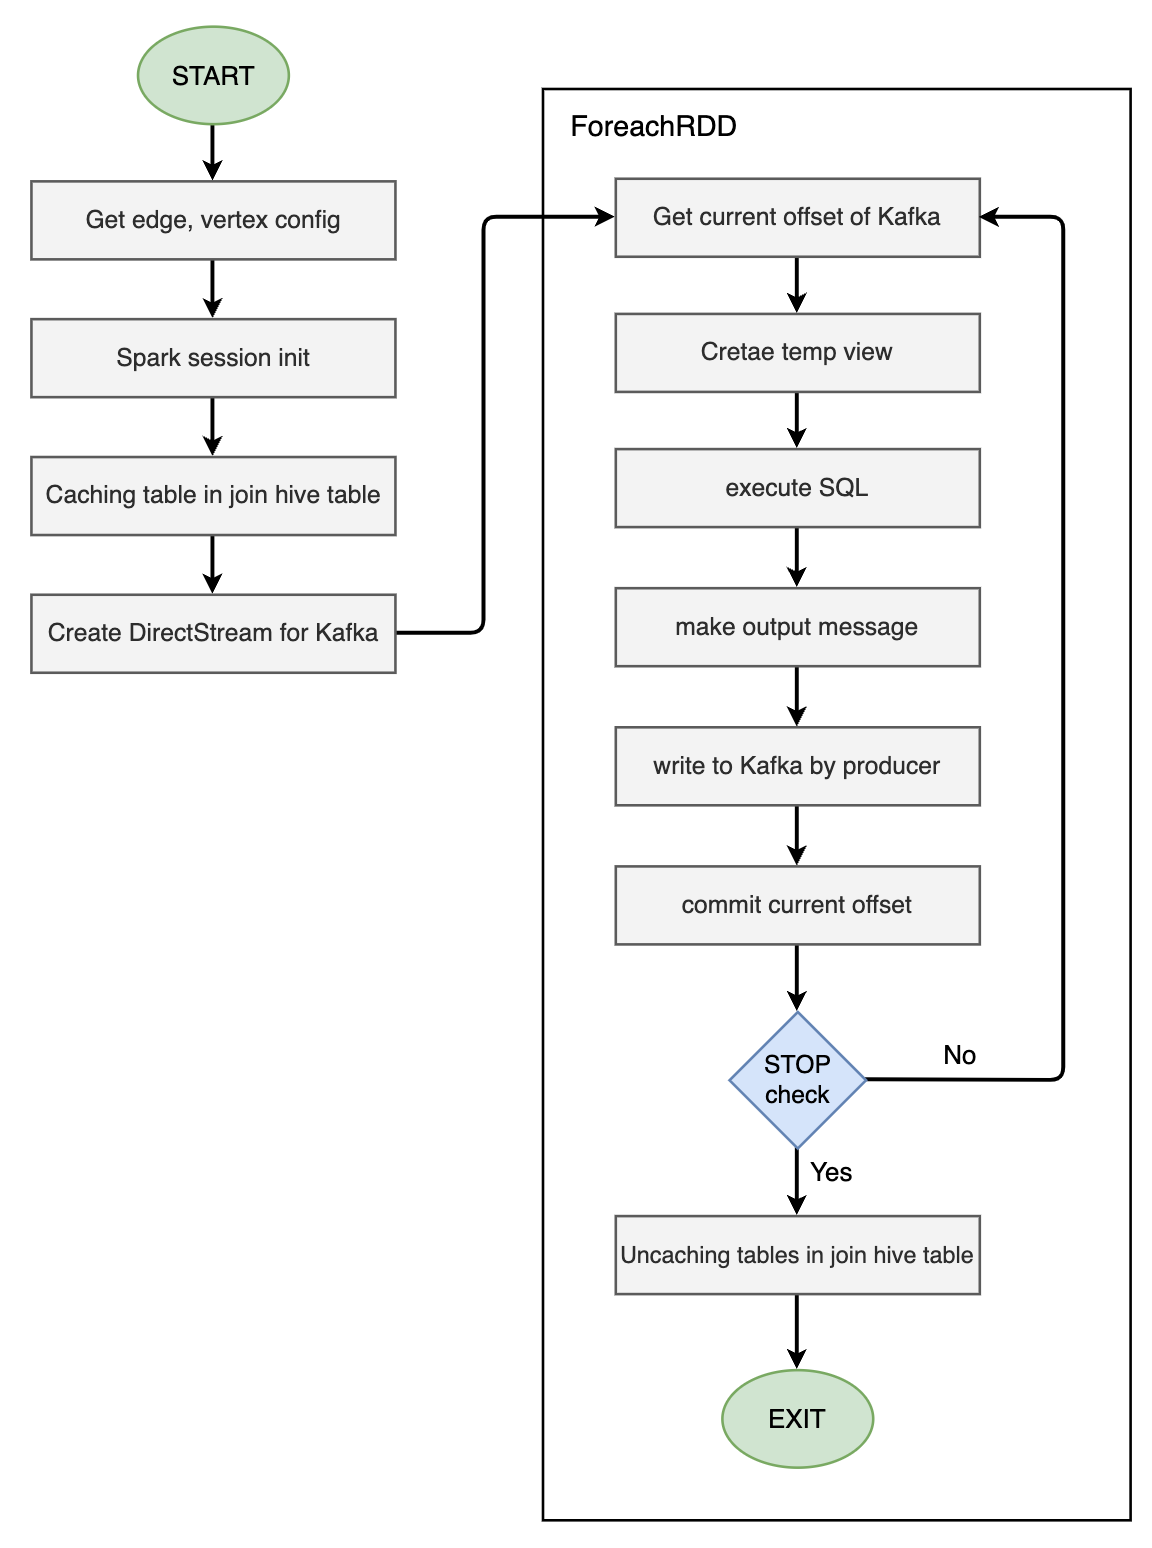 START
Get edge, vertex config
Spark session init
Caching table in join hive table
Create DirectStream for Kafka
ForeachRDD
Get current offset of Kafka
Cretae temp view
execute SQL
make output message
write to Kafka by producer
commit current offset
STOP
check
No
Yes
Uncaching tables in join hive table
EXIT